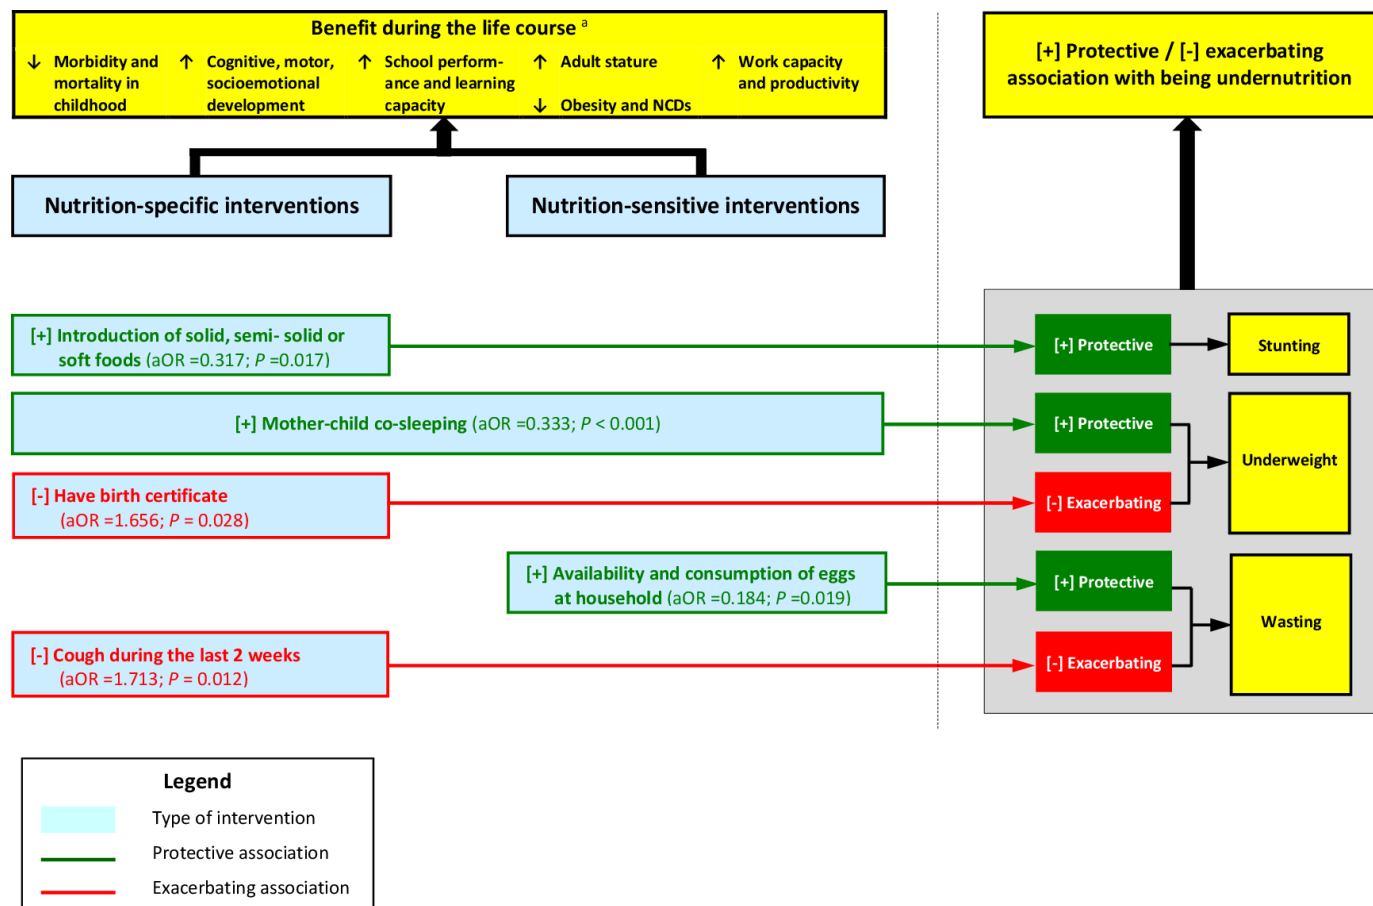 Benefit during the life course a
↓ Morbidity and
mortality in
childhood
↑ Cognitive, motor,
socioemotional
development
↑ School perform-
ance and learning
capacity
↑ Adult stature
↓ Obesity and NCDs
↑ Work capacity
and productivity
[+] Protective / [-] exacerbating
association with being undernutrition
Nutrition-specific interventions
Nutrition-sensitive interventions
[+] Introduction of solid, semi- solid or
soft foods (aOR =0.317; P =0.017)
[+] Protective
Stunting
[+] Mother-child co-sleeping (aOR =0.333; P < 0.001)
[+] Protective
Underweight
[-] Have birth certificate
(aOR =1.656; P = 0.028)
[-] Exacerbating
[+] Availability and consumption of eggs
at household (aOR =0.184; P =0.019)
[+] Protective
Wasting
[-] Cough during the last 2 weeks
(aOR =1.713; P = 0.012)
[-] Exacerbating
Legend
Type of intervention
Protective association
Exacerbating association